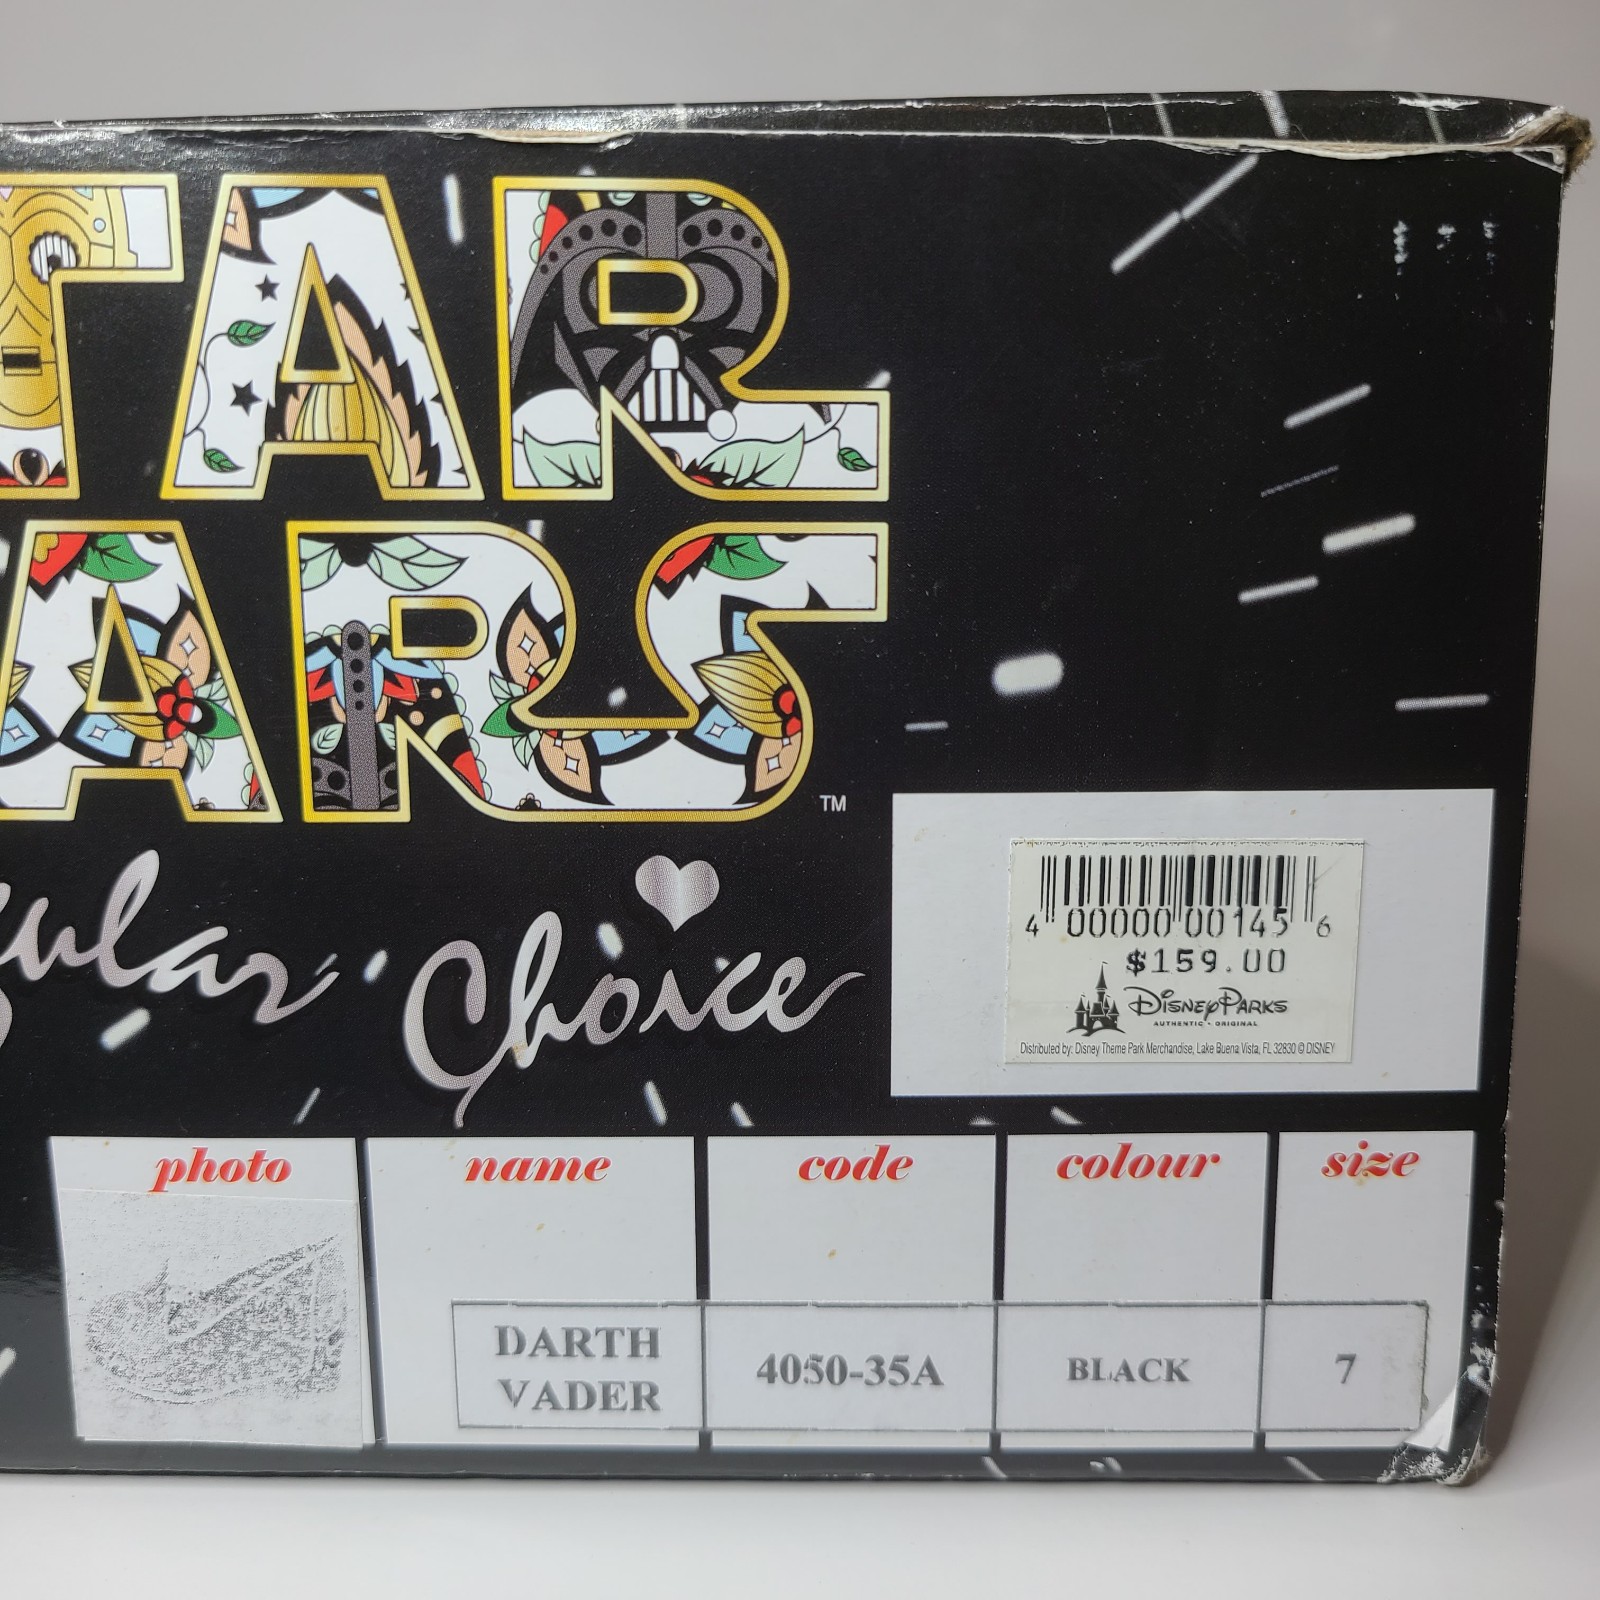 TAR
ARS
TM
gular Choice
4 00000 00145 6
$159.00
DISNEY PARKS
AUTHENTIC • ORIGINAL
Distributed by: Disney Theme Park Merchandise, Lake Buena Vista, FL 32830 © DISNEY
photo name code colour size
DARTH VADER 4050-35A BLACK 7